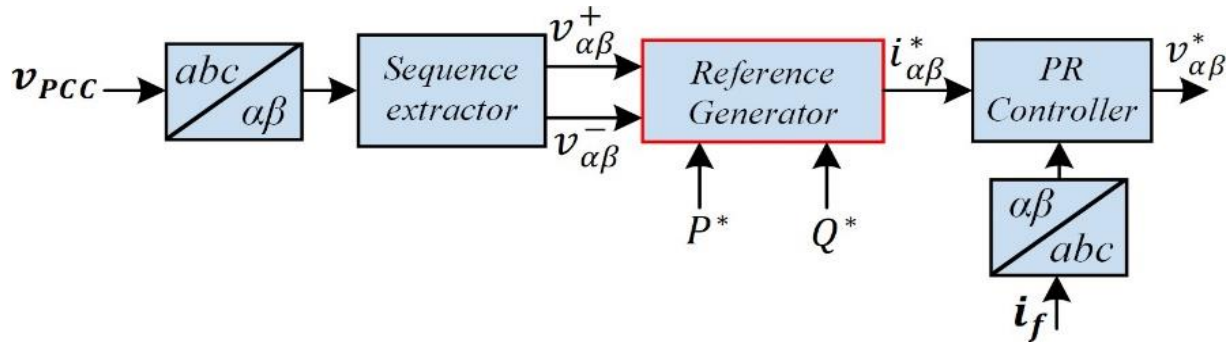 v_PCC
abc
αβ
Sequence
extractor
v⁺_αβ
v⁻_αβ
Reference
Generator
P*
Q*
i*_αβ
PR
Controller
v*_αβ
αβ
abc
i_f